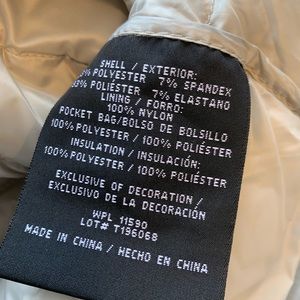 SHELL / EXTERIOR:
3% POLYESTER 7% SPANDEX
93% POLIÉSTER 7% ELASTANO
LINING / FORRO:
100% NYLON
POCKET BAG/BOLSO DE BOLSILLO
100% POLYESTER / 100% POLIÉSTER
INSULATION / INSULACIÓN:
100% POLYESTER / 100% POLIÉSTER
EXCLUSIVE OF DECORATION /
EXCLUSIVO DE LA DECORACIÓN
WPL 11590
LOT# T196068
MADE IN CHINA / HECHO EN CHINA